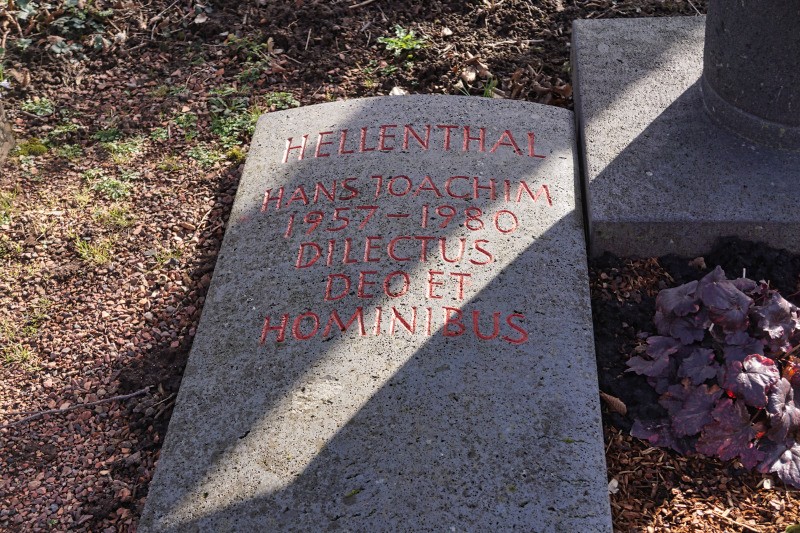 HELLENTHAL
HANS JOACHIM
1957 – 1980
DILECTUS
DEO ET
HOMINIBUS